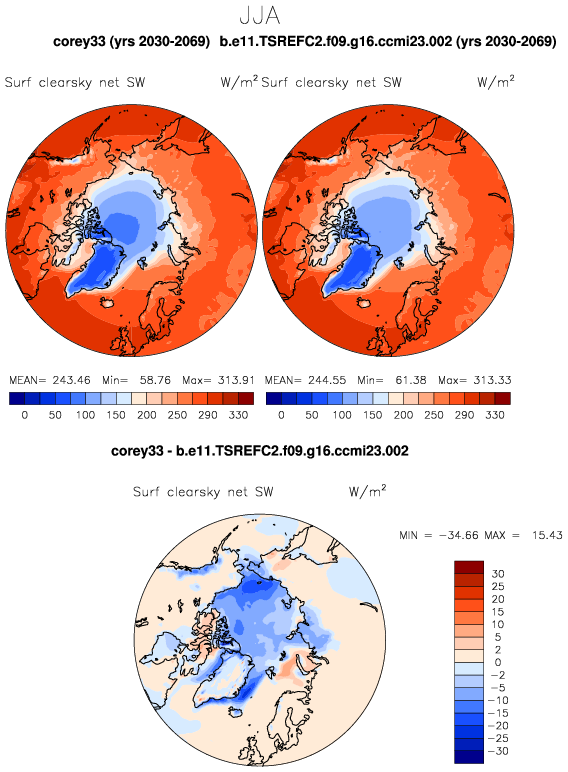 JJA
corey33 (yrs 2030-2069) b.e11.TSREFC2.f09.g16.ccmi23.002 (yrs 2030-2069)
Surf clearsky net SW W/m² Surf clearsky net SW W/m²
MEAN= 243.46 Min= 58.76 Max= 313.91 MEAN= 244.55 Min= 61.38 Max= 313.33
0 50 100 150 200 250 290 330 0 50 100 150 200 250 290 330
corey33 - b.e11.TSREFC2.f09.g16.ccmi23.002
Surf clearsky net SW W/m²
MIN = -34.66 MAX = 15.43
30
25
20
15
10
5
2
0
-2
-5
-10
-15
-20
-25
-30